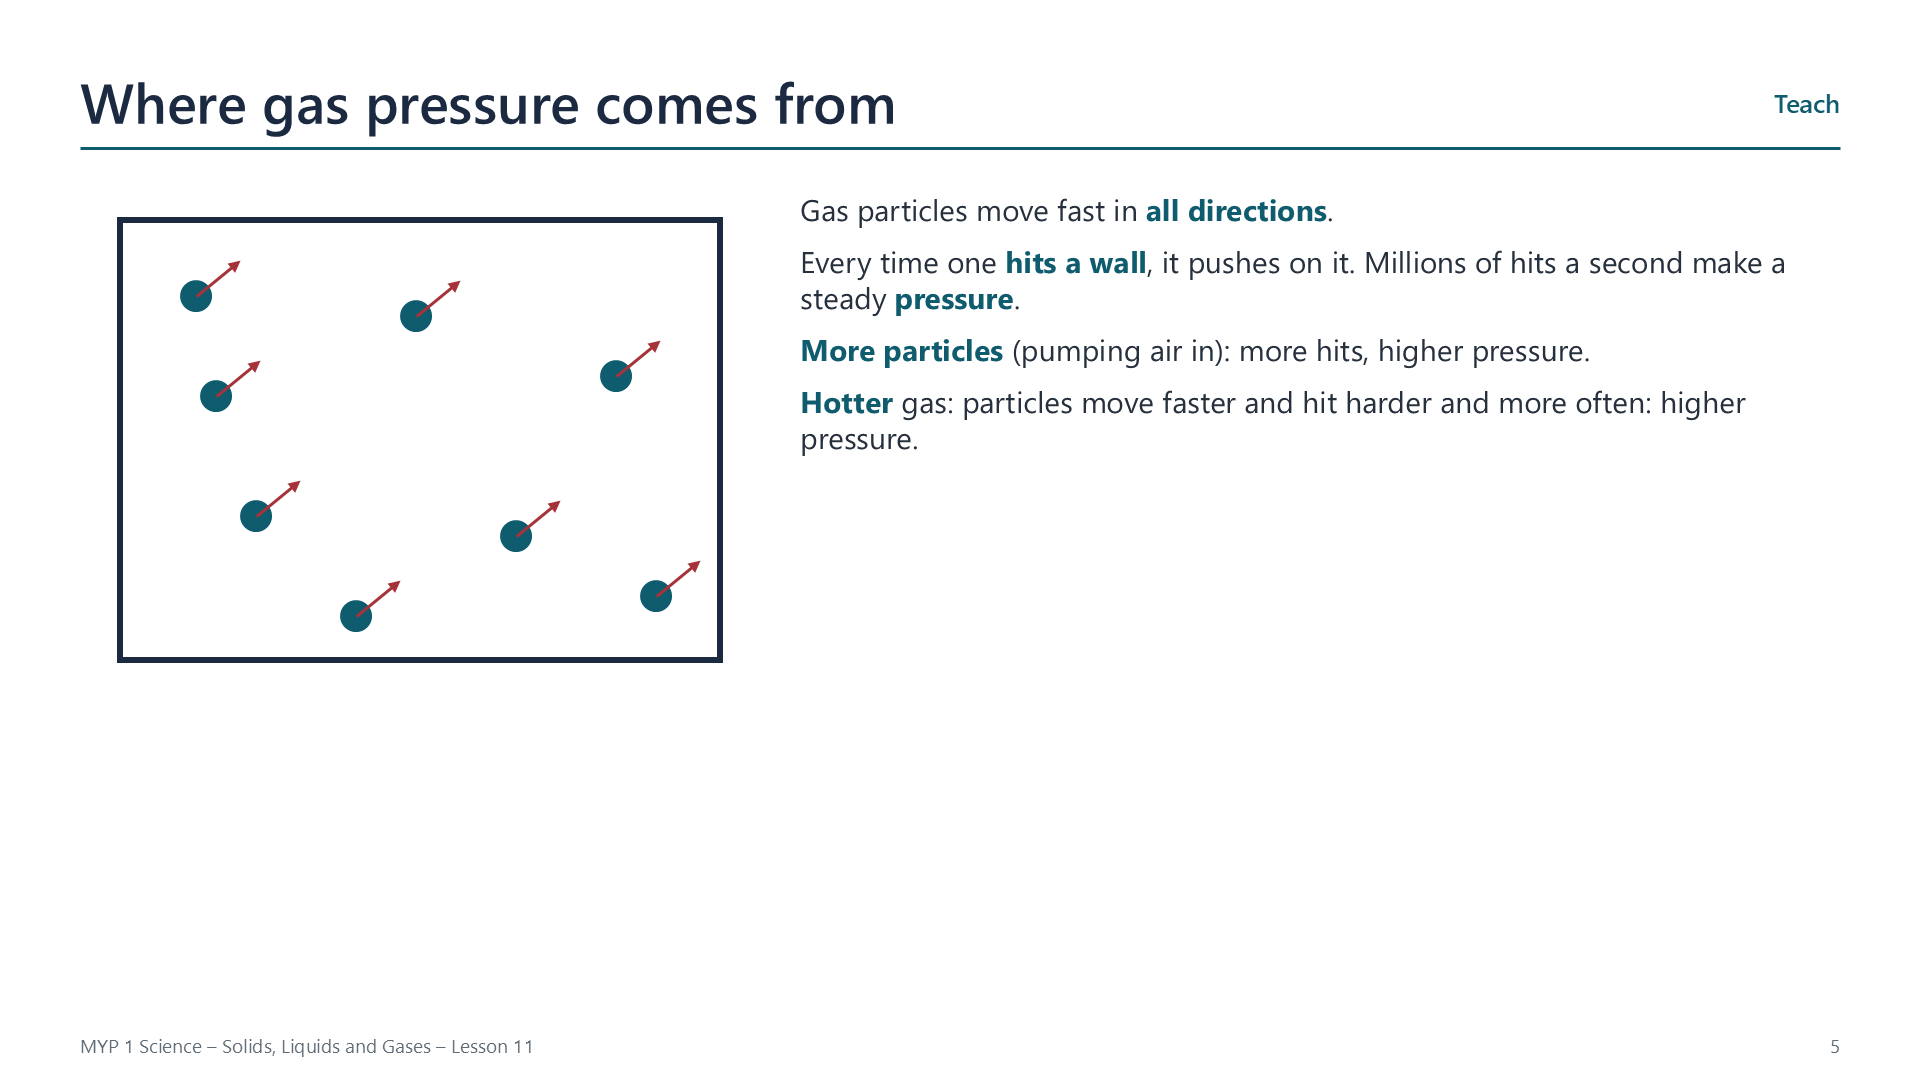 Where gas pressure comes from
Teach
Gas particles move fast in all directions.
Every time one hits a wall, it pushes on it. Millions of hits a second make a
steady pressure.
More particles (pumping air in): more hits, higher pressure.
Hotter gas: particles move faster and hit harder and more often: higher
pressure.
MYP 1 Science – Solids, Liquids and Gases – Lesson 11
5